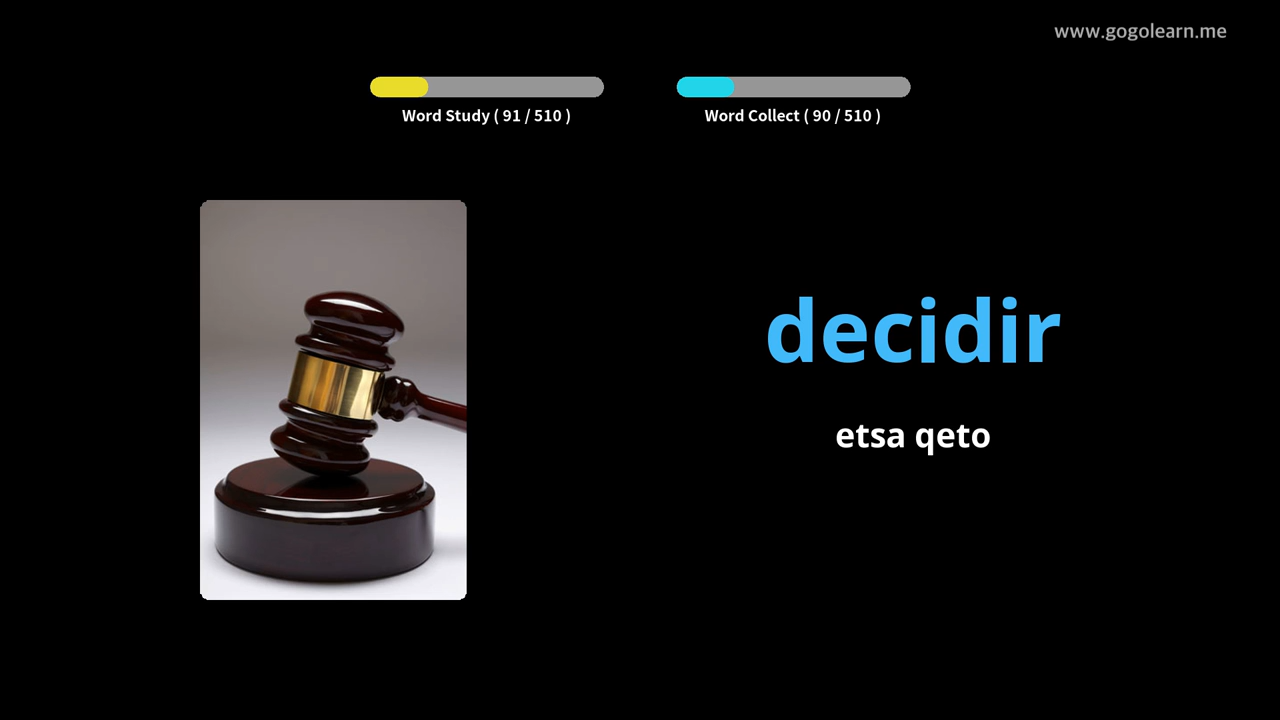 www.gogolearn.me
Word Study ( 91 / 510 )
Word Collect ( 90 / 510 )
decidir
etsa qeto